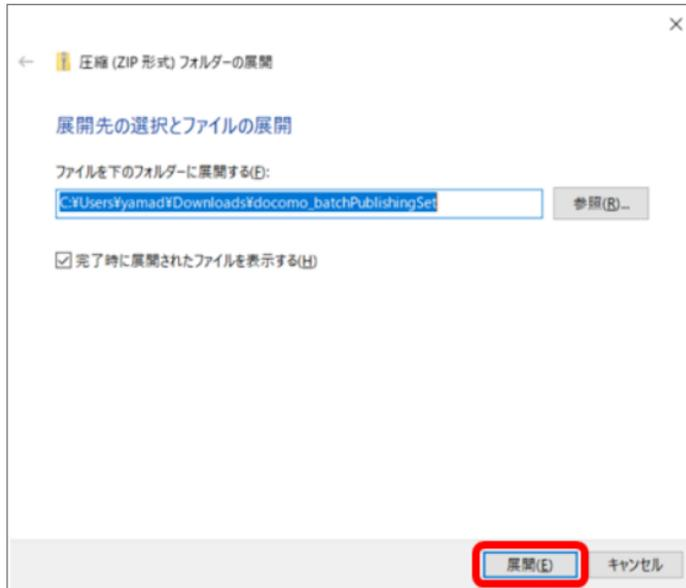 圧縮 (ZIP 形式) フォルダーの展開
展開先の選択とファイルの展開
ファイルを下のフォルダーに展開する(F):
C:¥Users¥yamad¥Downloads¥docomo_batchPublishingSet
参照(R)...
完了時に展開されたファイルを表示する(H)
展開(E)
キャンセル